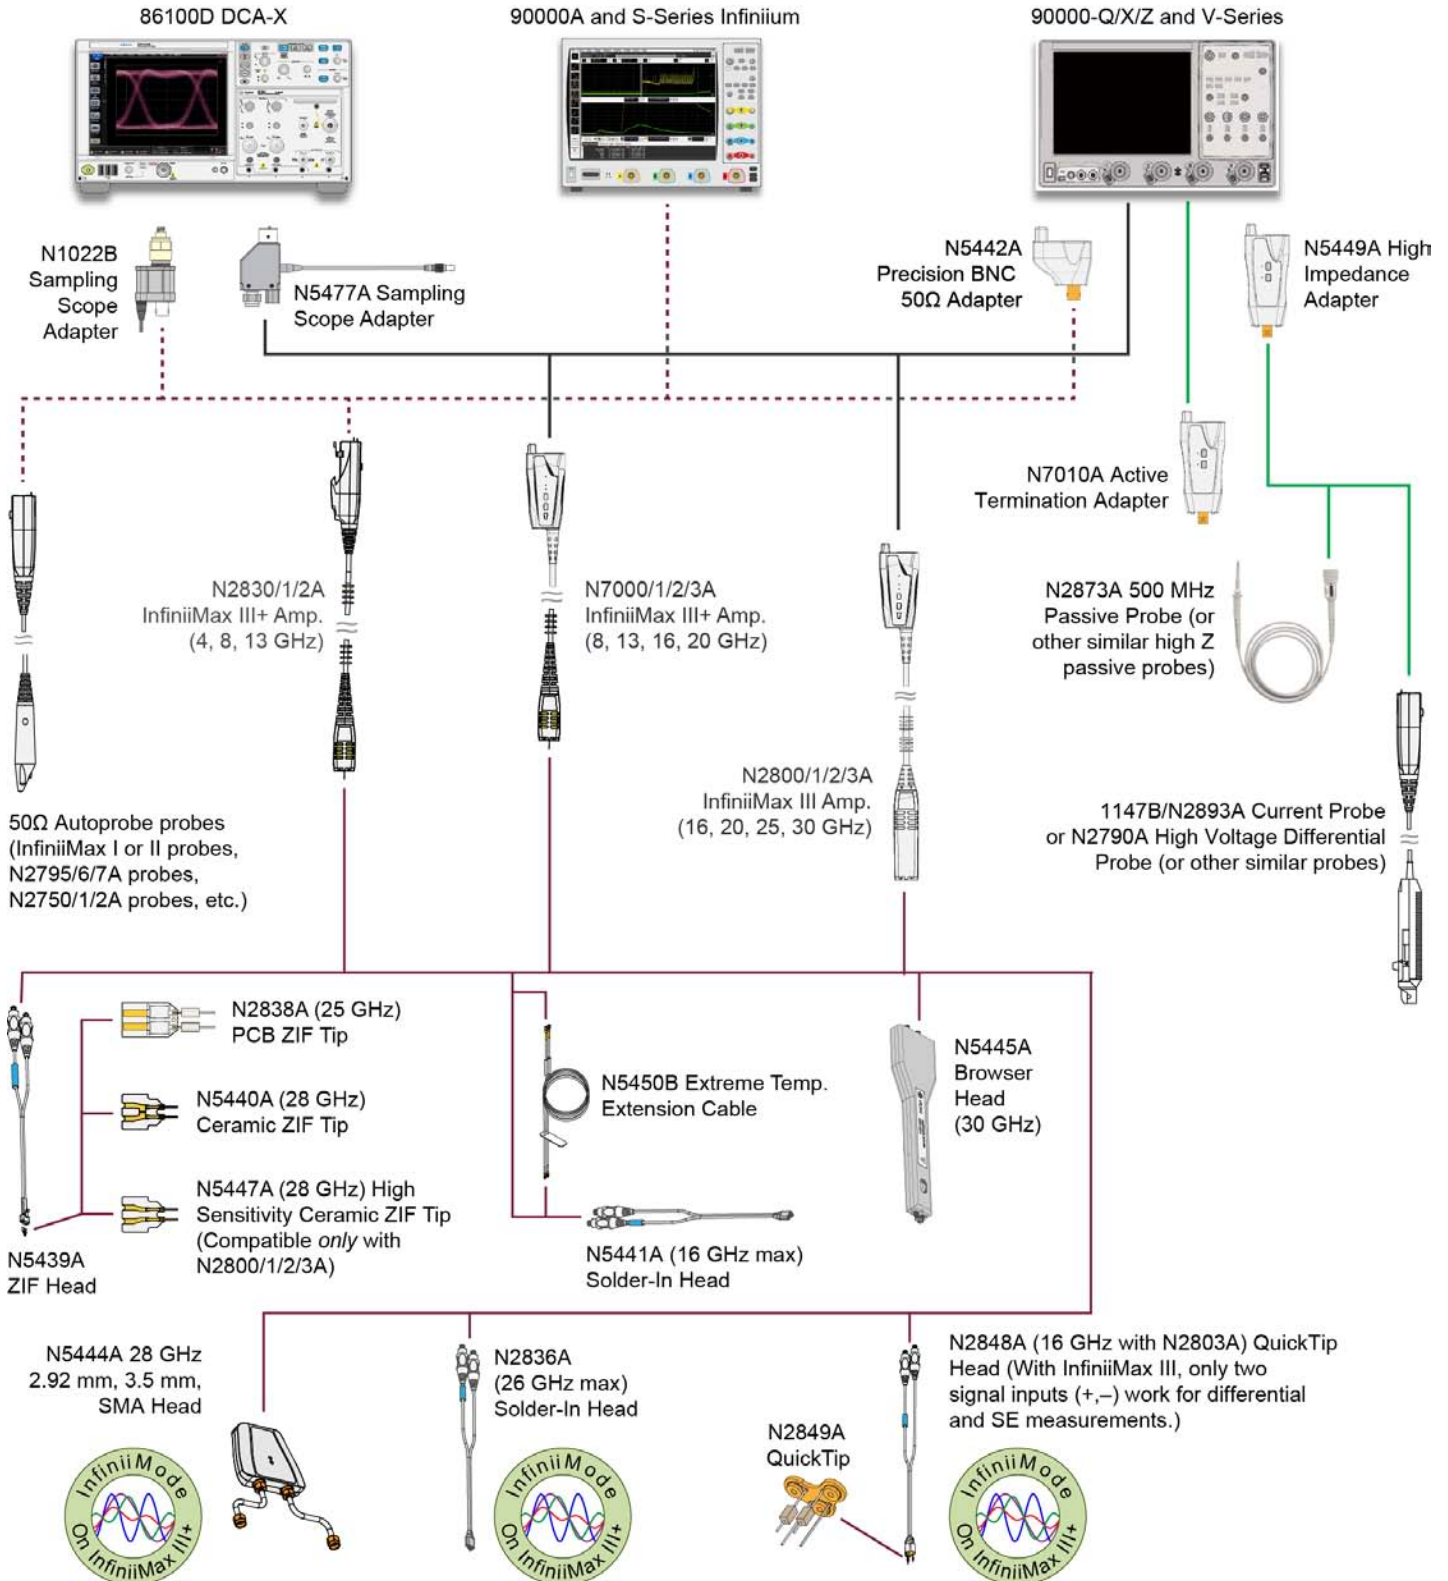 86100D DCA-X
90000A and S-Series Infiniium
90000-Q/X/Z and V-Series
N1022B
Sampling
Scope
Adapter
N5477A Sampling
Scope Adapter
N5442A
Precision BNC
50Ω Adapter
N5449A High
Impedance
Adapter
N7010A Active
Termination Adapter
N2830/1/2A
InfiniiMax III+ Amp.
(4, 8, 13 GHz)
N7000/1/2/3A
InfiniiMax III+ Amp.
(8, 13, 16, 20 GHz)
N2873A 500 MHz
Passive Probe (or
other similar high Z
passive probes)
N2800/1/2/3A
InfiniiMax III Amp.
(16, 20, 25, 30 GHz)
50Ω Autoprobe probes
(InfiniiMax I or II probes,
N2795/6/7A probes,
N2750/1/2A probes, etc.)
1147B/N2893A Current Probe
or N2790A High Voltage Differential
Probe (or other similar probes)
N2838A (25 GHz)
PCB ZIF Tip
N5440A (28 GHz)
Ceramic ZIF Tip
N5447A (28 GHz) High
Sensitivity Ceramic ZIF Tip
(Compatible only with
N2800/1/2/3A)
N5439A
ZIF Head
N5450B Extreme Temp.
Extension Cable
N5441A (16 GHz max)
Solder-In Head
N5445A
Browser
Head
(30 GHz)
N5444A 28 GHz
2.92 mm, 3.5 mm,
SMA Head
InfiniiMode
On InfiniiMax III+
N2836A
(26 GHz max)
Solder-In Head
InfiniiMode
On InfiniiMax III+
N2849A
QuickTip
N2848A (16 GHz with N2803A) QuickTip
Head (With InfiniiMax III, only two
signal inputs (+,–) work for differential
and SE measurements.)
InfiniiMode
On InfiniiMax III+